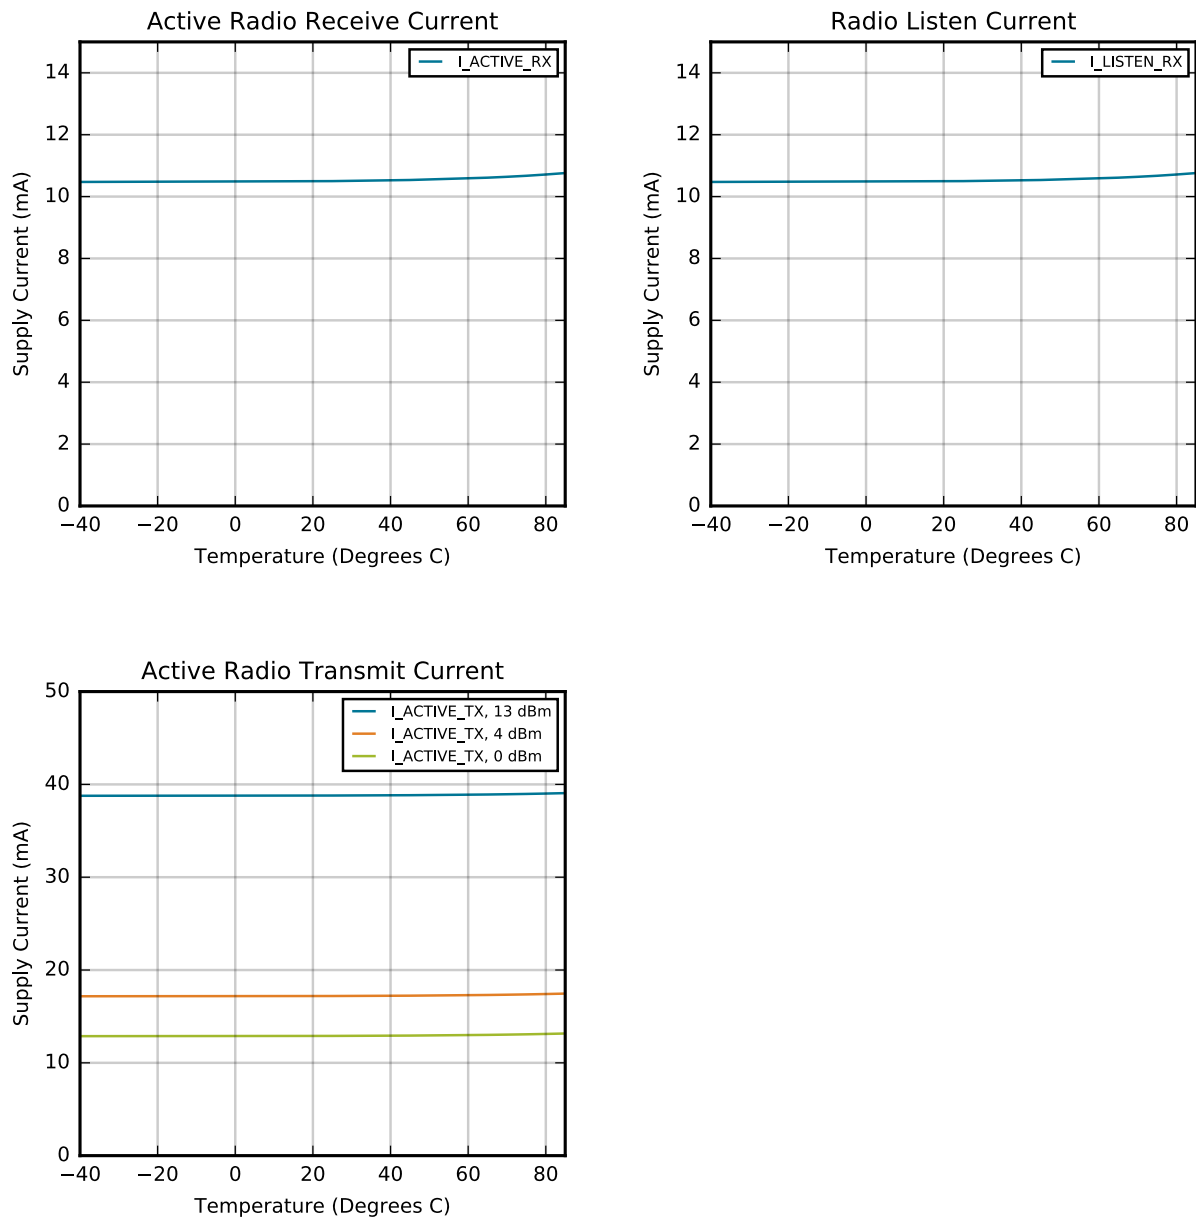 Active Radio Receive Current
I_ACTIVE_RX
14
12
10
8
6
4
2
0
Supply Current (mA)
−40 −20 0 20 40 60 80
Temperature (Degrees C)
Radio Listen Current
I_LISTEN_RX
14
12
10
8
6
4
2
0
Supply Current (mA)
−40 −20 0 20 40 60 80
Temperature (Degrees C)
Active Radio Transmit Current
I_ACTIVE_TX, 13 dBm
I_ACTIVE_TX, 4 dBm
I_ACTIVE_TX, 0 dBm
50
40
30
20
10
0
Supply Current (mA)
−40 −20 0 20 40 60 80
Temperature (Degrees C)